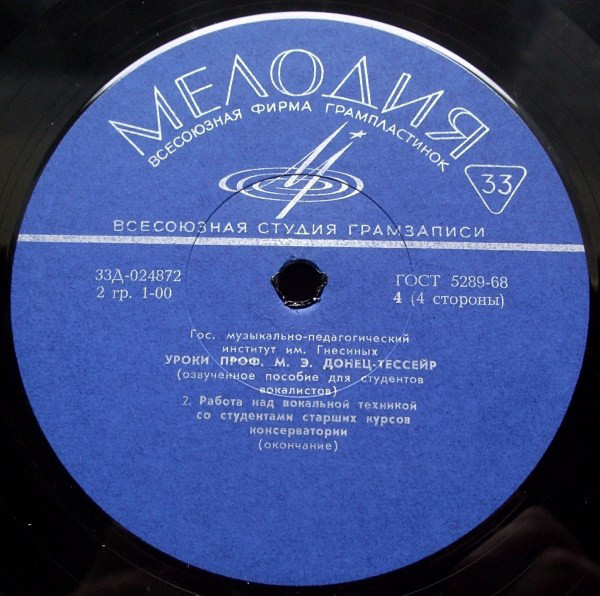 МЕЛОДИЯ
ВСЕСОЮЗНАЯ ФИРМА ГРАМПЛАСТИНОК
33
ВСЕСОЮЗНАЯ СТУДИЯ ГРАМЗАПИСИ
33Д-024872
2 гр. 1-00
ГОСТ 5289-68
4 (4 стороны)
Гос. музыкально-педагогический
институт им. Гнесиных
УРОКИ ПРОФ. М. Э. ДОНЕЦ-ТЕССЕЙР
(озвученное пособие для студентов
вокалистов)
2. Работа над вокальной техникой
со студентами старших курсов
консерватории
(окончание)